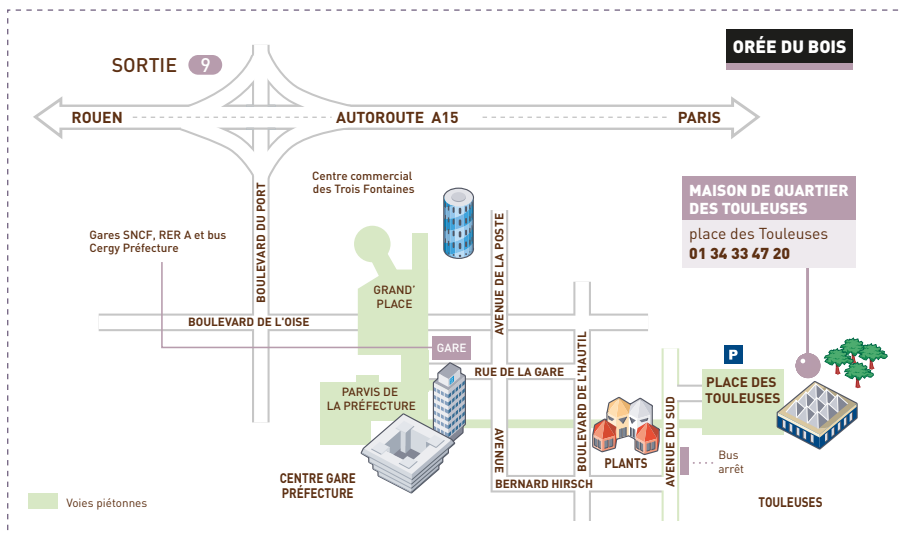 ORÉE DU BOIS
SORTIE 9
ROUEN
AUTOROUTE A15
PARIS
Centre commercial
des Trois Fontaines
MAISON DE QUARTIER
DES TOULEUSES
place des Touleuses
01 34 33 47 20
Gares SNCF, RER A et bus
Cergy Préfecture
BOULEVARD DU PORT
AVENUE DE LA POSTE
GRAND'
PLACE
BOULEVARD DE L'OISE
GARE
RUE DE LA GARE
BOULEVARD DE L'HAUTIL
P
PLACE DES
TOULEUSES
PARVIS DE
LA PRÉFECTURE
AVENUE DU SUD
AVENUE
BERNARD HIRSCH
PLANTS
Bus
arrêt
CENTRE GARE
PRÉFECTURE
TOULEUSES
Voies piétonnes